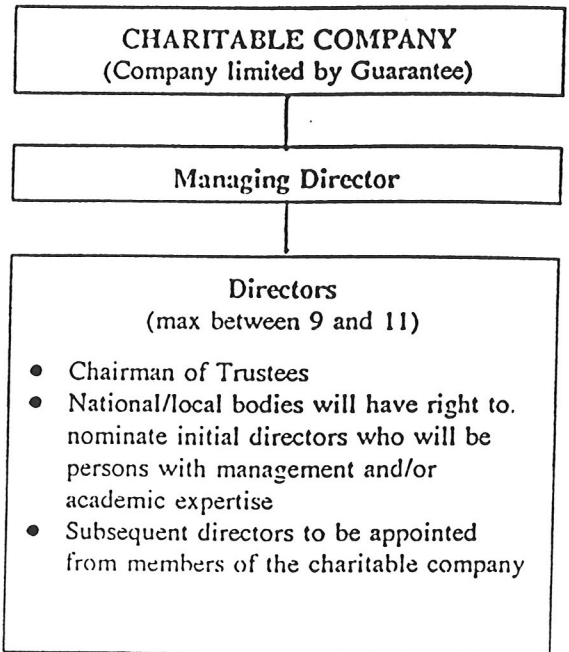 CHARITABLE COMPANY
(Company limited by Guarantee)
Managing Director
Directors
(max between 9 and 11)
• Chairman of Trustees
• National/local bodies will have right to.
nominate initial directors who will be
persons with management and/or
academic expertise
• Subsequent directors to be appointed
from members of the charitable company